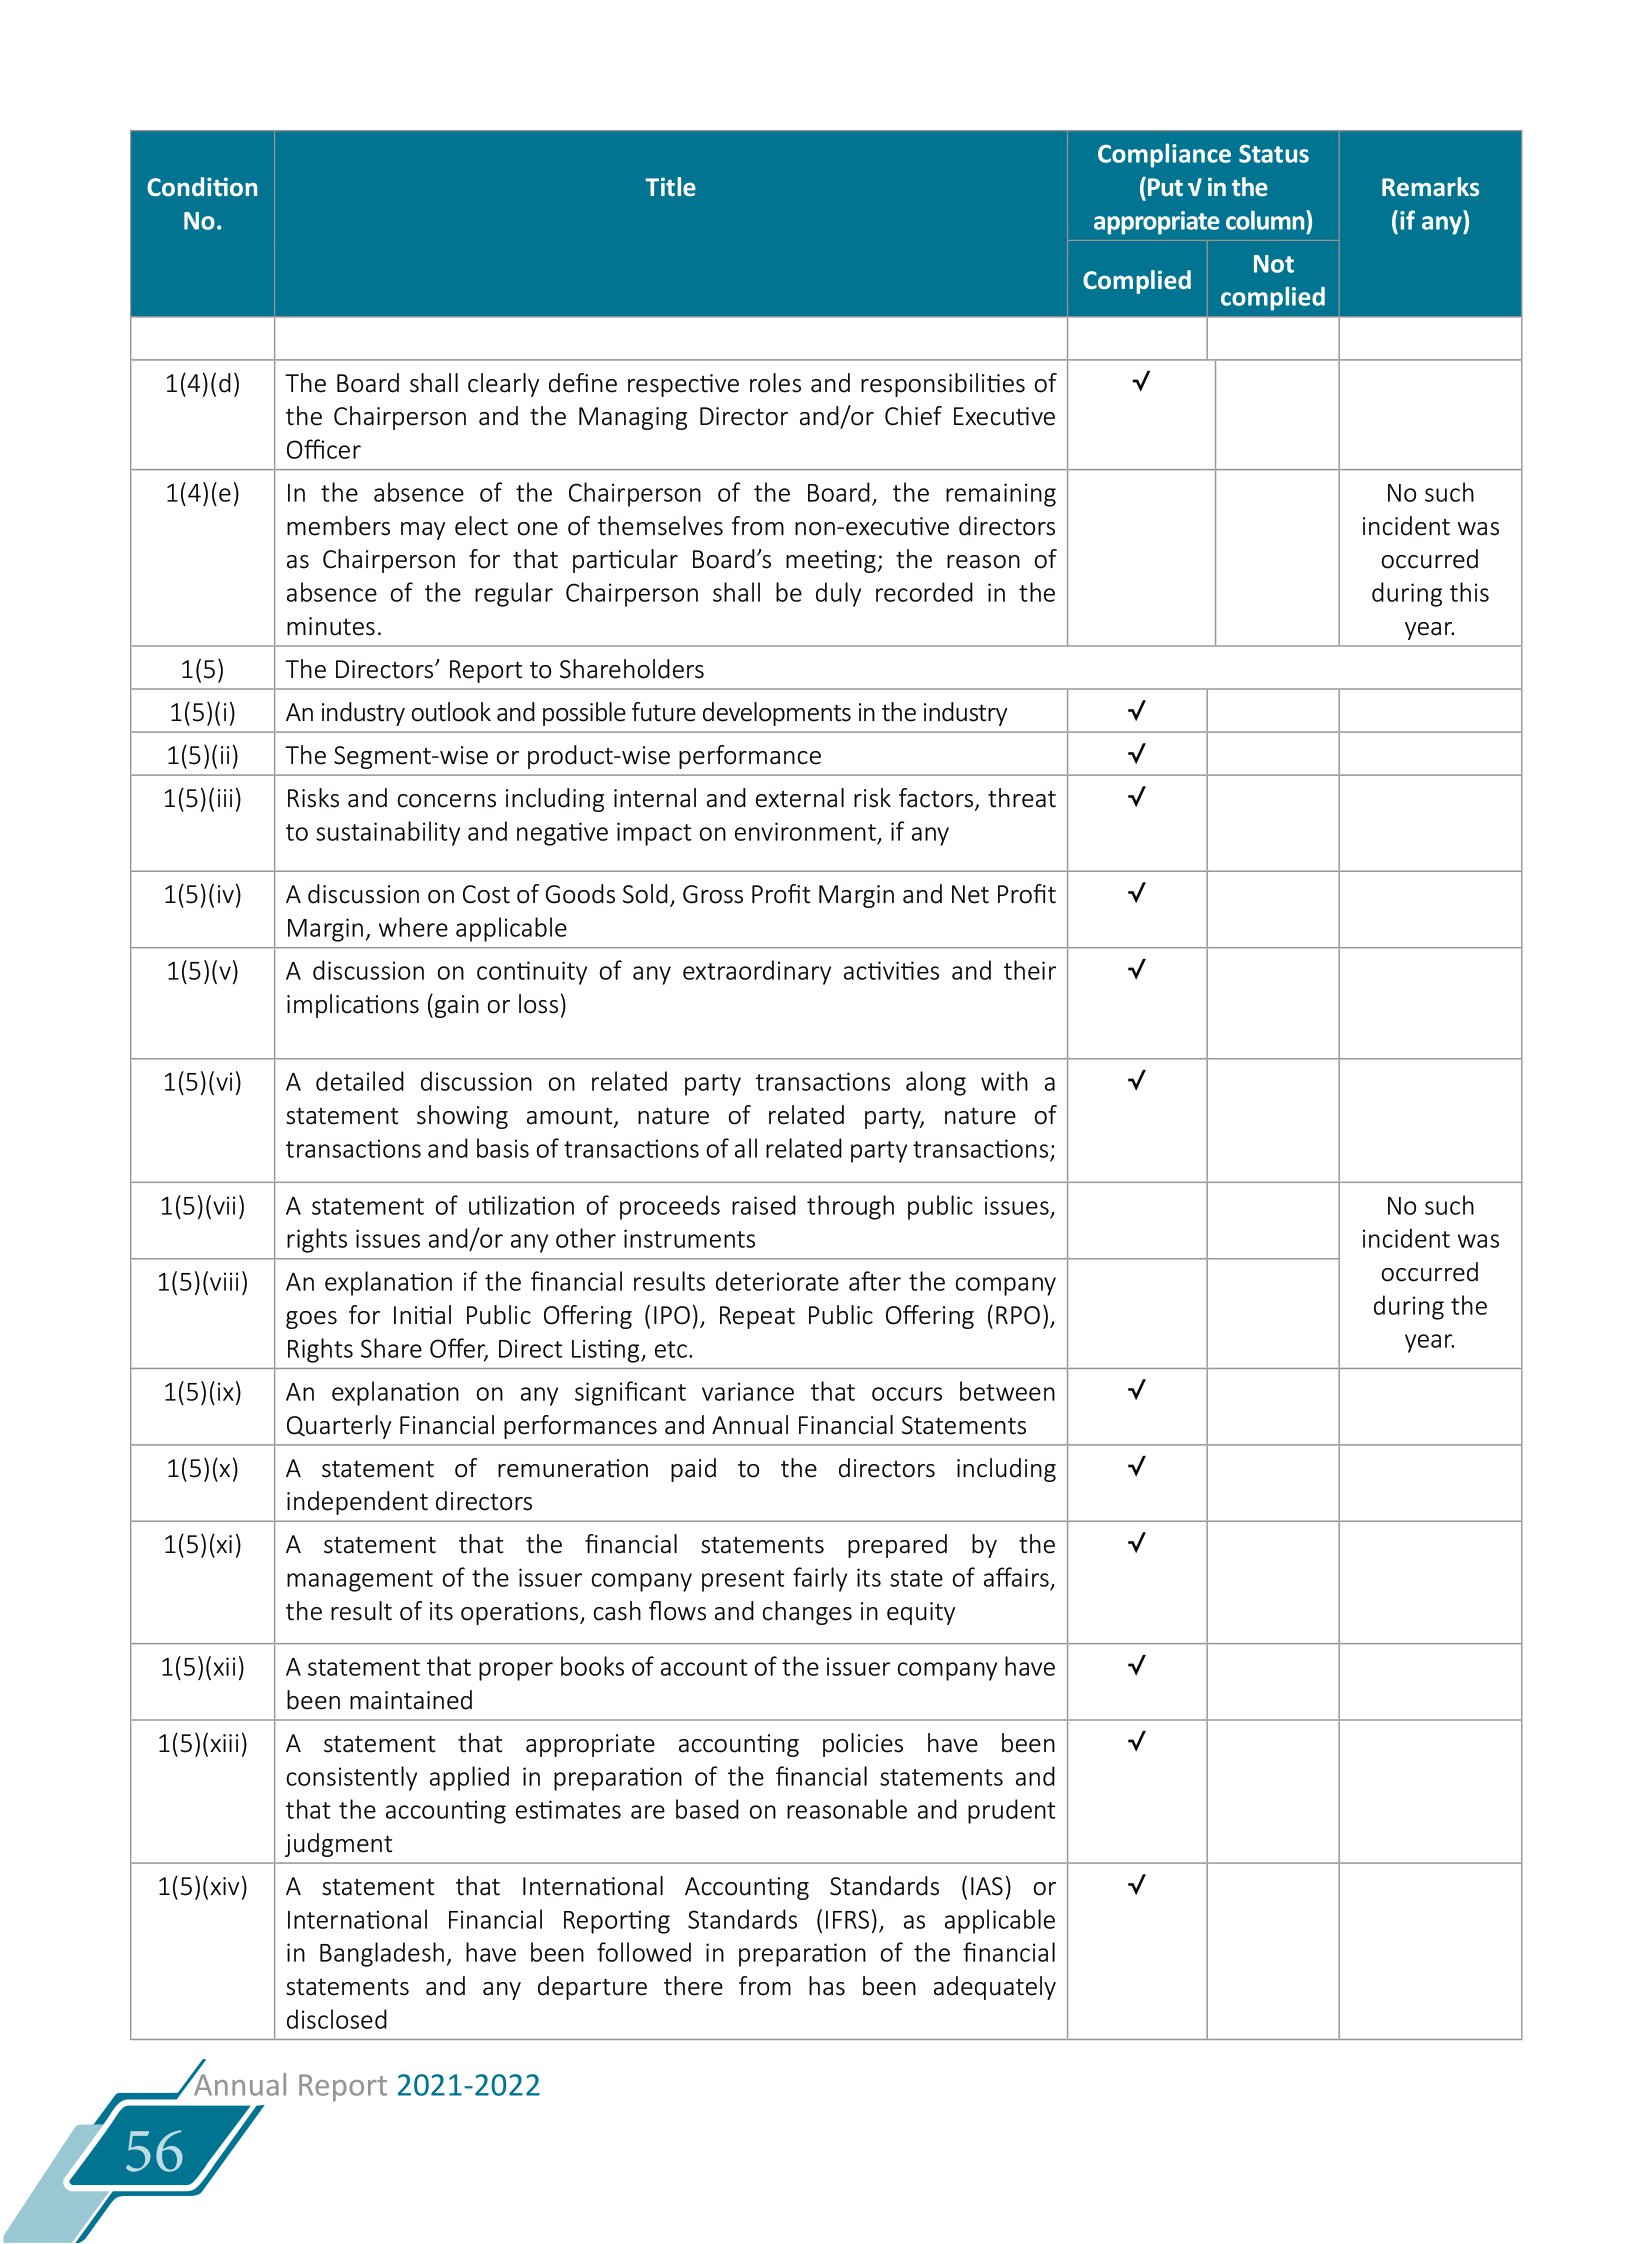 Condition No.
Title
Compliance Status
(Put √ in the
appropriate column)
Remarks
(if any)
Complied
Not
complied
1(4)(d)
The Board shall clearly define respective roles and responsibilities of
the Chairperson and the Managing Director and/or Chief Executive
Officer
√
1(4)(e)
In the absence of the Chairperson of the Board, the remaining
members may elect one of themselves from non-executive directors
as Chairperson for that particular Board’s meeting; the reason of
absence of the regular Chairperson shall be duly recorded in the
minutes.
No such
incident was
occurred
during this
year.
1(5)
The Directors’ Report to Shareholders
1(5)(i)
An industry outlook and possible future developments in the industry
√
1(5)(ii)
The Segment-wise or product-wise performance
√
1(5)(iii)
Risks and concerns including internal and external risk factors, threat
to sustainability and negative impact on environment, if any
√
1(5)(iv)
A discussion on Cost of Goods Sold, Gross Profit Margin and Net Profit
Margin, where applicable
√
1(5)(v)
A discussion on continuity of any extraordinary activities and their
implications (gain or loss)
√
1(5)(vi)
A detailed discussion on related party transactions along with a
statement showing amount, nature of related party, nature of
transactions and basis of transactions of all related party transactions;
√
1(5)(vii)
A statement of utilization of proceeds raised through public issues,
rights issues and/or any other instruments
No such
incident was
occurred
during the
year.
1(5)(viii)
An explanation if the financial results deteriorate after the company
goes for Initial Public Offering (IPO), Repeat Public Offering (RPO),
Rights Share Offer, Direct Listing, etc.
1(5)(ix)
An explanation on any significant variance that occurs between
Quarterly Financial performances and Annual Financial Statements
√
1(5)(x)
A statement of remuneration paid to the directors including
independent directors
√
1(5)(xi)
A statement that the financial statements prepared by the
management of the issuer company present fairly its state of affairs,
the result of its operations, cash flows and changes in equity
√
1(5)(xii)
A statement that proper books of account of the issuer company have
been maintained
√
1(5)(xiii)
A statement that appropriate accounting policies have been
consistently applied in preparation of the financial statements and
that the accounting estimates are based on reasonable and prudent
judgment
√
1(5)(xiv)
A statement that International Accounting Standards (IAS) or
International Financial Reporting Standards (IFRS), as applicable
in Bangladesh, have been followed in preparation of the financial
statements and any departure there from has been adequately
disclosed
√
Annual Report 2021-2022
56